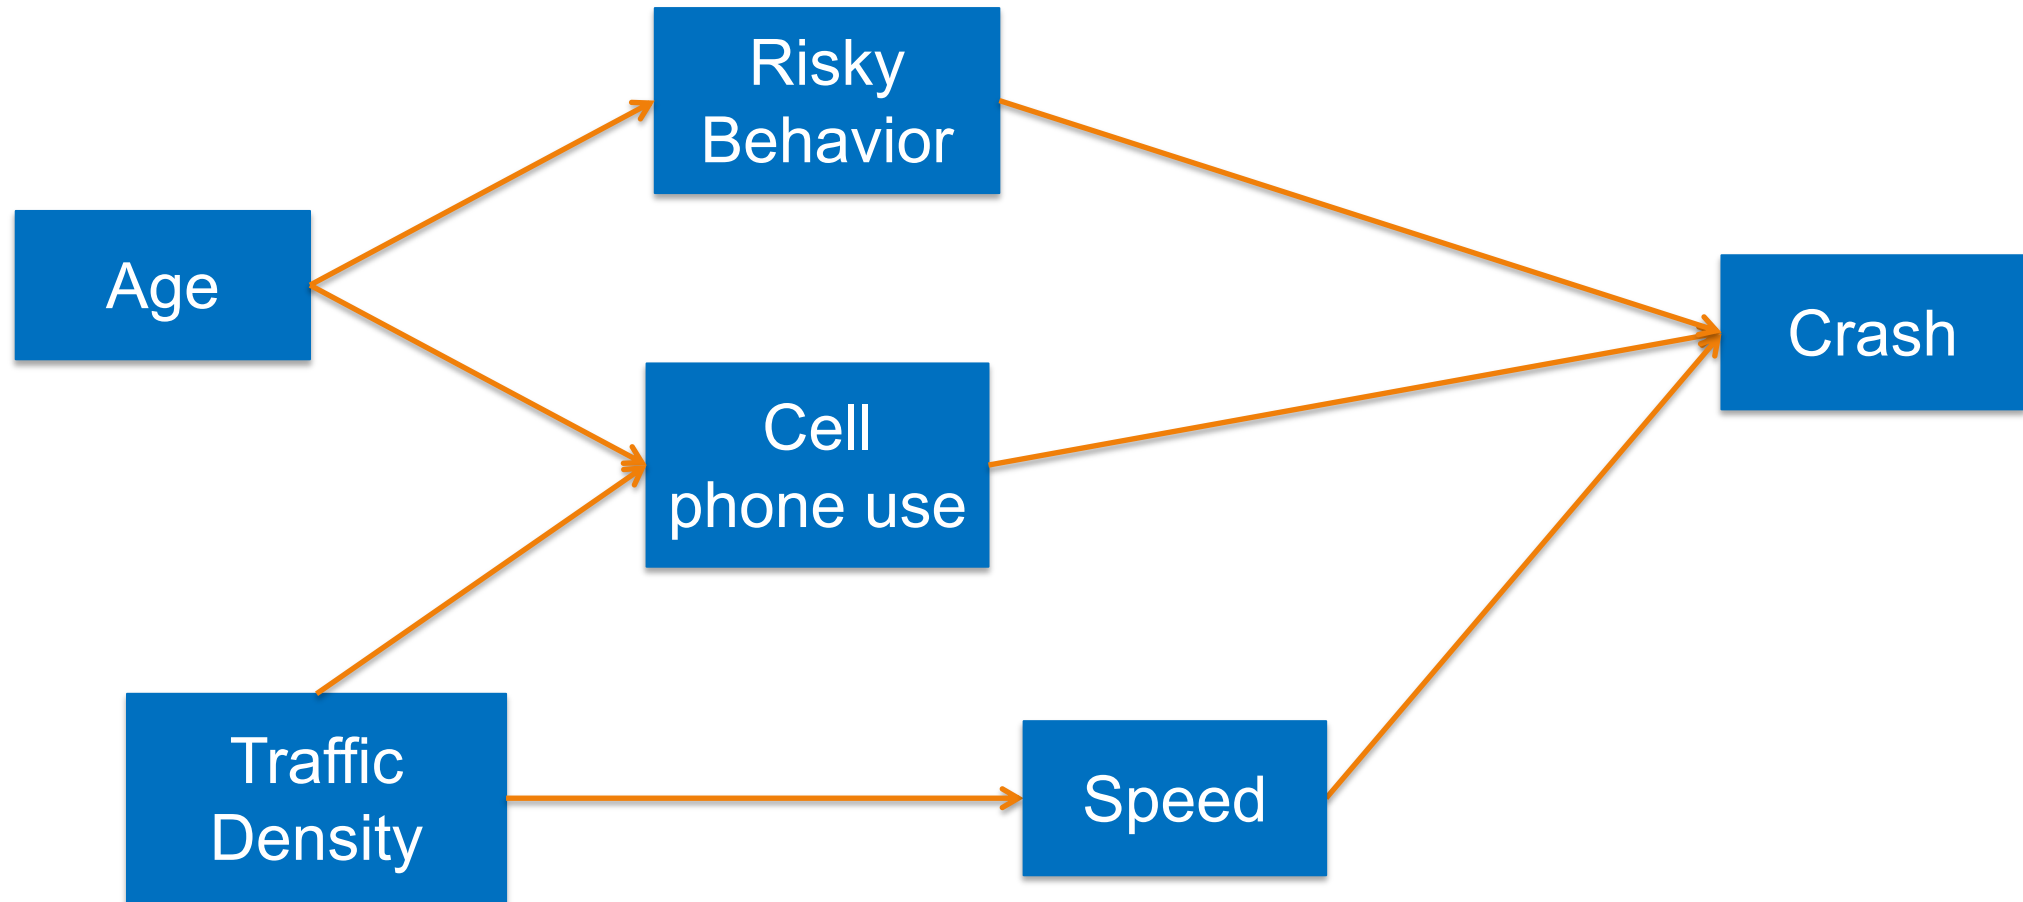 Risky
Behavior
Age
Crash
Cell
phone use
Traffic
Density
Speed